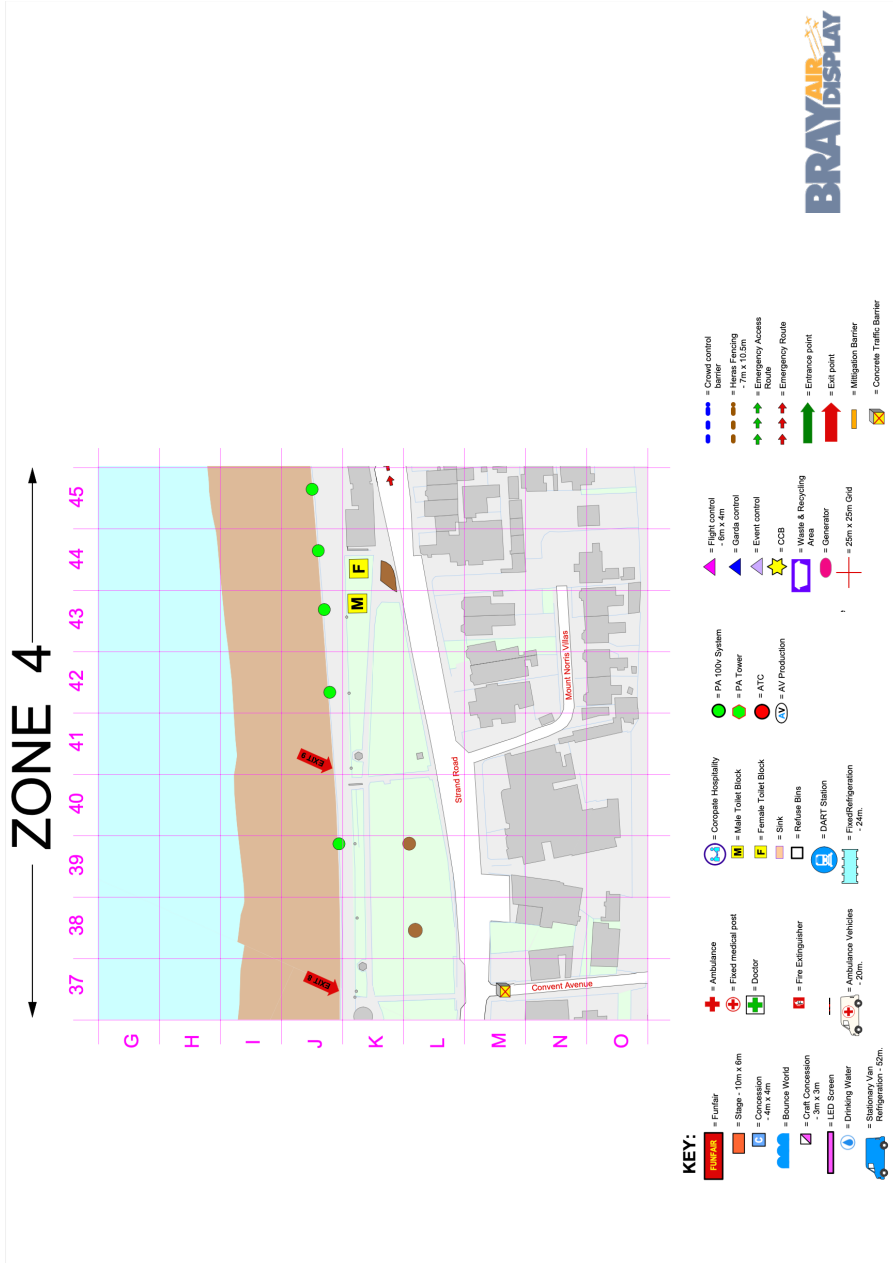 ZONE 4
37 38 39 40 41 42 43 44 45
G
H
I
J
K
L
M
N
O
EXIT 8
EXIT 9
M
F
Strand Road
Mount Norris Villas
Convent Avenue
KEY:
FUNFAIR = Funfair
= Stage - 10m x 6m
C = Concession
- 4m x 4m
= Bounce World
= Craft Concession
- 3m x 3m
= LED Screen
= Drinking Water
= Stationary Van
Refrigeration - 52m.
= Ambulance
= Fixed medical post
= Doctor
= Fire Extinguisher
= Ambulance Vehicles
- 20m.
= Coropate Hospitality
M = Male Toilet Block
F = Female Toilet Block
= Sink
= Refuse Bins
= DART Station
= FixedRefrigeration
- 24m.
= PA 100v System
= PA Tower
= ATC
AV = AV Production
= Flight control
- 6m x 4m
= Garda control
= Event control
= CCB
= Waste & Recycling
Area
= Generator
= 25m x 25m Grid
= Crowd control
barrier
= Heras Fencing
- 7m x 10.5m
= Emergency Access
Route
= Emergency Route
= Entrance point
= Exit point
= Mittigation Barrier
= Concrete Traffic Barrier
BRAY AIR
DISPLAY